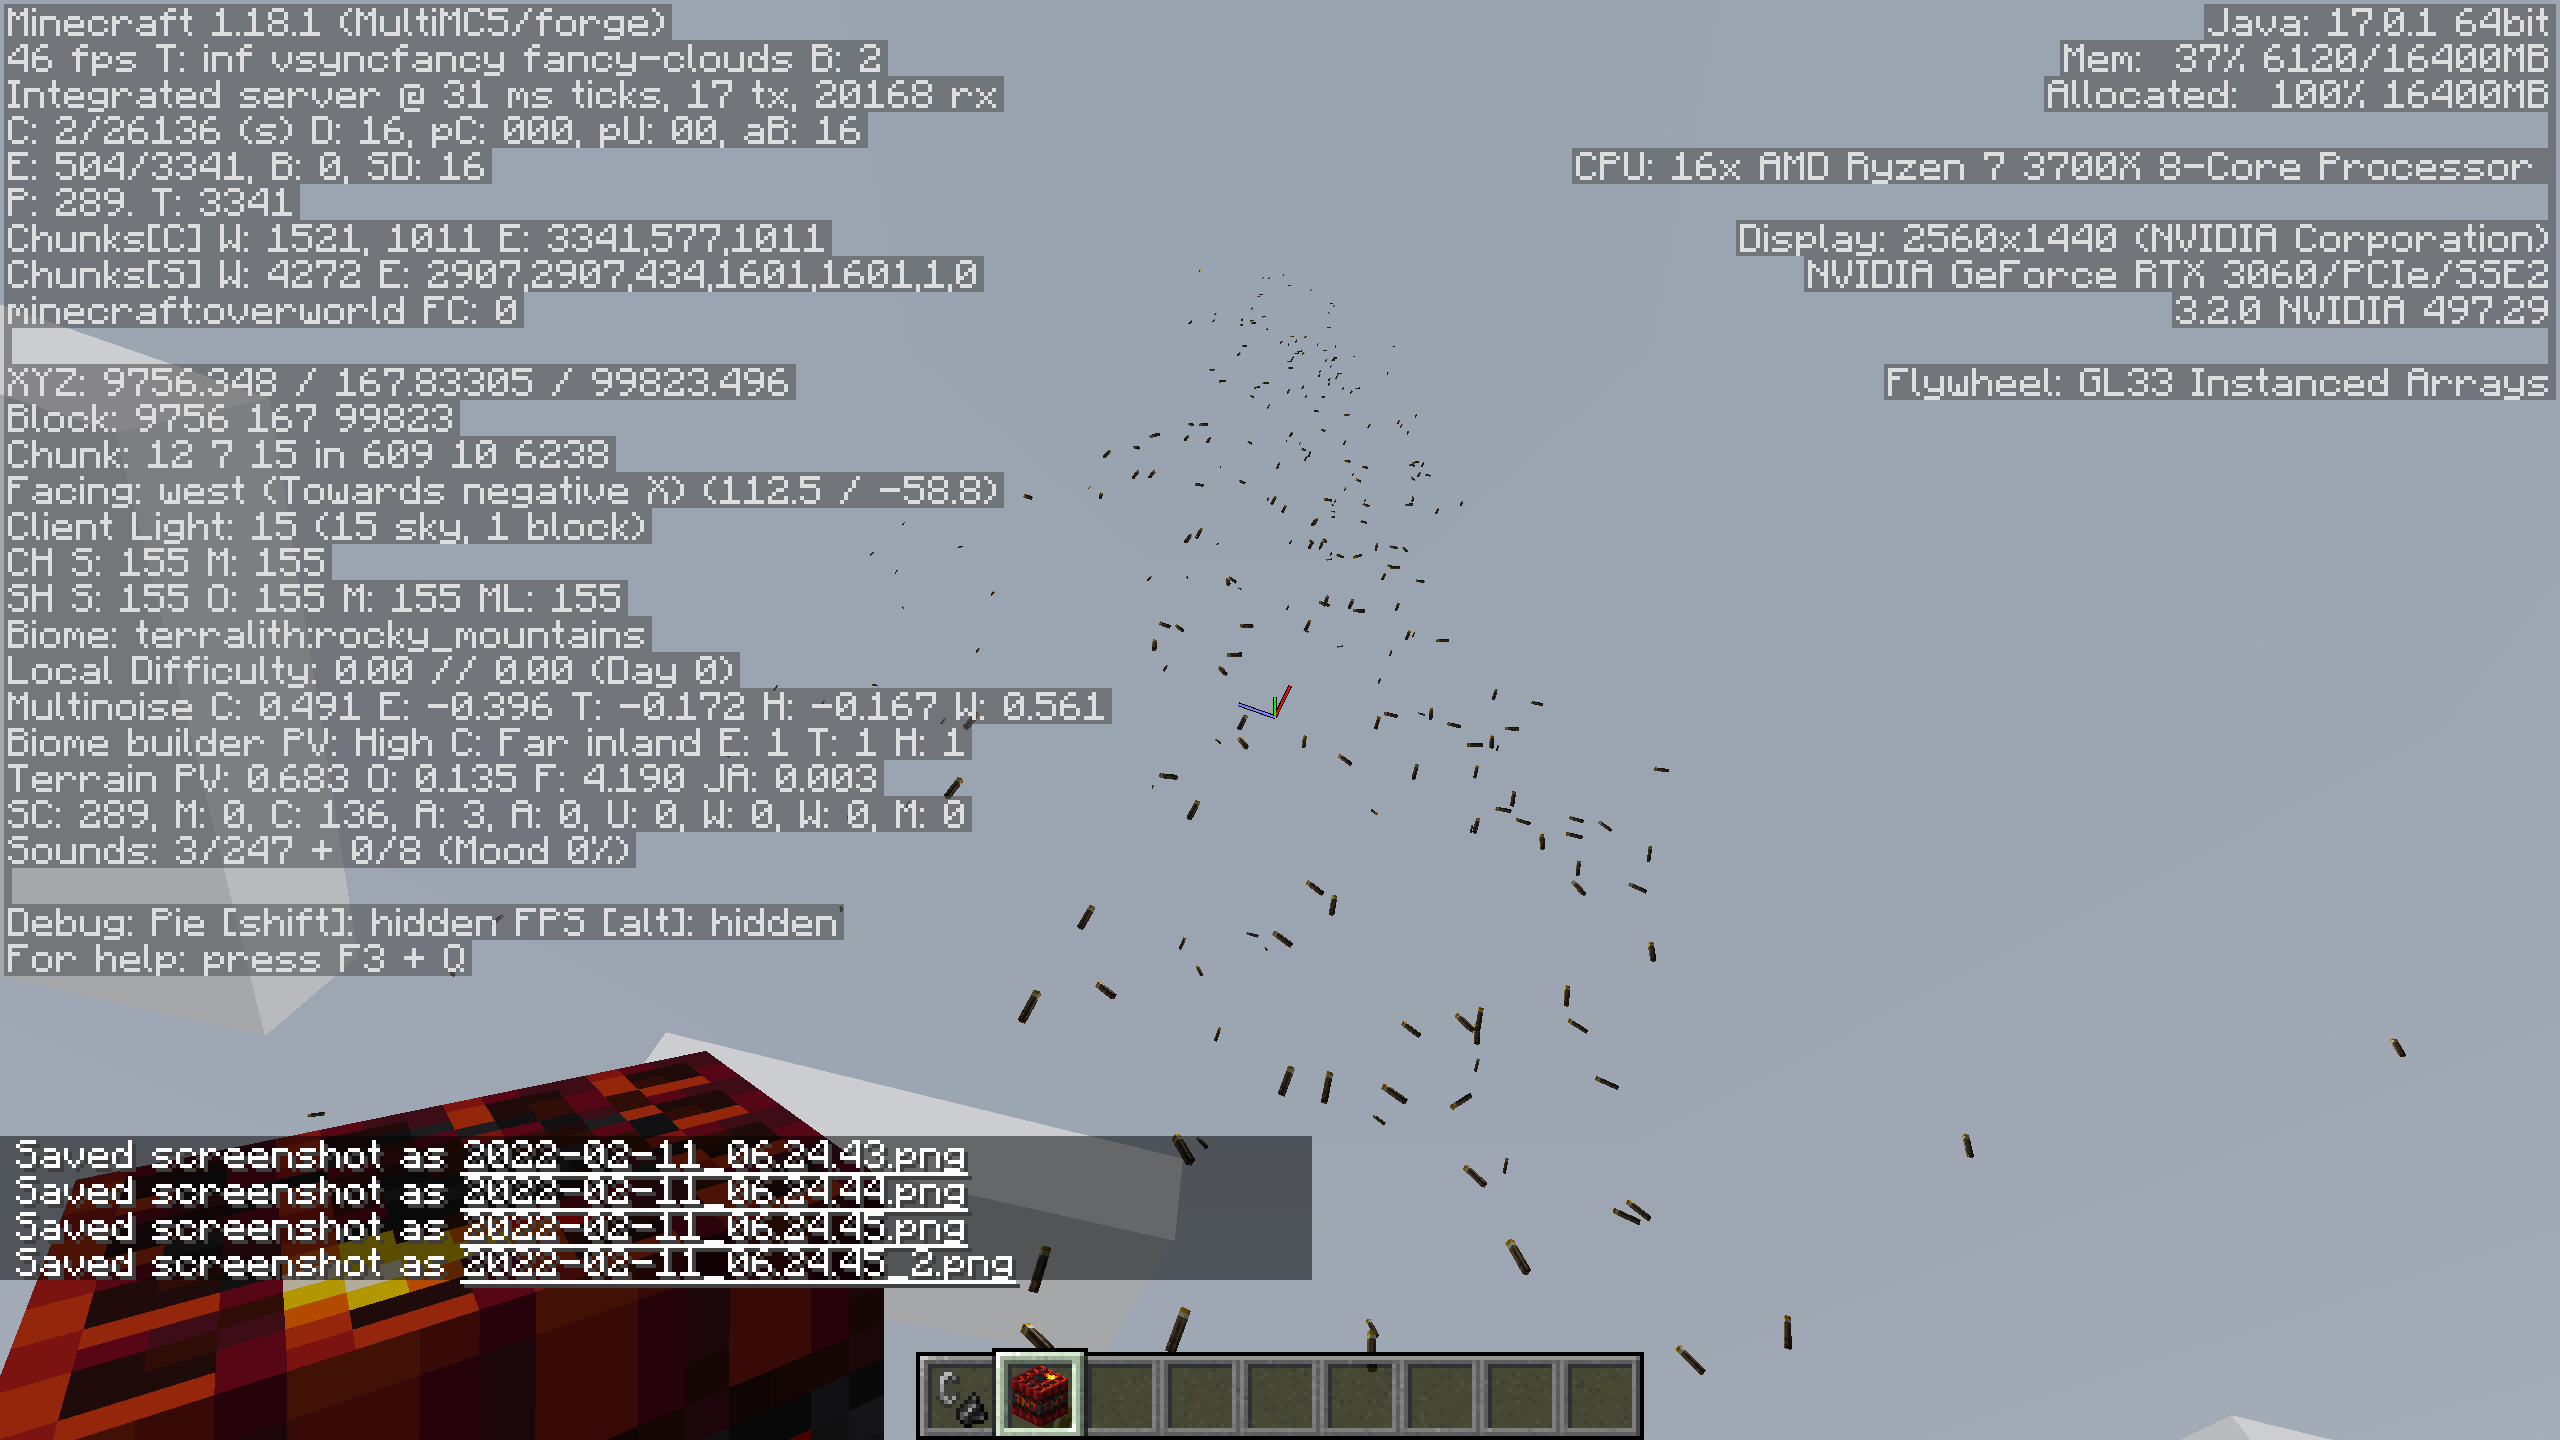 Minecraft 1.18.1 (MultiMC5/forge)
46 fps T: inf vsyncfancy fancy-clouds B: 2
Integrated server @ 31 ms ticks, 17 tx, 20168 rx
C: 2/26136 (s) D: 16, pC: 000, pU: 00, aB: 16
E: 504/3341, B: 0, SD: 16
P: 289. T: 3341
Chunks[C] W: 1521, 1011 E: 3341,577,1011
Chunks[S] W: 4272 E: 2907,2907,434,1601,1601,1,0
minecraft:overworld FC: 0
XYZ: 9756.348 / 167.83305 / 99823.496
Block: 9756 167 99823
Chunk: 12 7 15 in 609 10 6238
Facing: west (Towards negative X) (112.5 / -58.8)
Client Light: 15 (15 sky, 1 block)
CH S: 155 M: 155
SH S: 155 O: 155 M: 155 ML: 155
Biome: terralith:rocky_mountains
Local Difficulty: 0.00 // 0.00 (Day 0)
Multinoise C: 0.491 E: -0.396 T: -0.172 H: -0.167 W: 0.561
Biome builder PV: High C: Far inland E: 1 T: 1 H: 1
Terrain PV: 0.683 O: 0.135 F: 4.190 JA: 0.003
SC: 289, M: 0, C: 136, A: 3, A: 0, U: 0, W: 0, W: 0, M: 0
Sounds: 3/247 + 0/8 (Mood 0%)
Debug: Pie [shift]: hidden FPS [alt]: hidden
For help: press F3 + Q
Java: 17.0.1 64bit
Mem: 37% 6120/16400MB
Allocated: 100% 16400MB
CPU: 16x AMD Ryzen 7 3700X 8-Core Processor
Display: 2560x1440 (NVIDIA Corporation)
NVIDIA GeForce RTX 3060/PCIe/SSE2
3.2.0 NVIDIA 497.29
Flywheel: GL33 Instanced Arrays
Saved screenshot as 2022-02-11_06.24.43.png
Saved screenshot as 2022-02-11_06.24.44.png
Saved screenshot as 2022-02-11_06.24.45.png
Saved screenshot as 2022-02-11_06.24.45_2.png